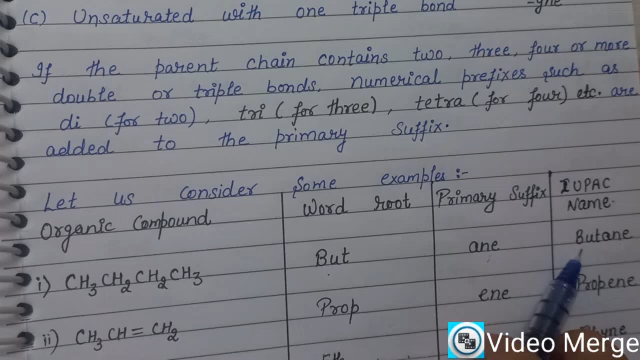 (c) Unsaturated with one triple bond -yne
If the parent chain contains two, three, four or more
double or triple bonds, numerical prefixes such as
di (for two), tri (for three), tetra (for four) etc. are
added to the primary suffix.
Let us consider some examples:-
Organic Compound Word root Primary Suffix IUPAC Name
i) CH3CH2CH2CH3 But ane Butane
ii) CH3CH=CH2 Prop ene Propene
Video Merge